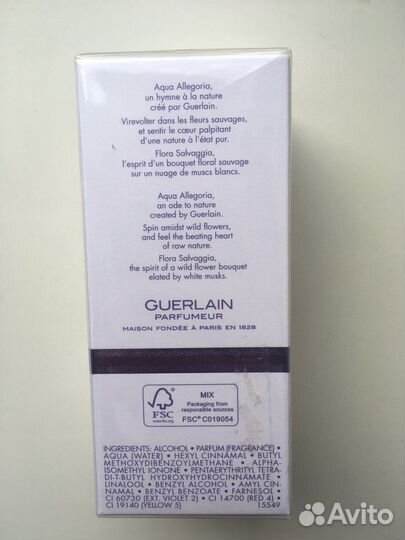 Aqua Allegoria,
un hymne à la nature
créé par Guerlain.
Virevolter dans les fleurs sauvages,
et sentir le cœur palpitant
d'une nature à l'état pur.
Flora Salvaggia,
l'esprit d'un bouquet floral sauvage
sur un nuage de muscs blancs.
Aqua Allegoria,
an ode to nature
created by Guerlain.
Spin amidst wild flowers,
and feel the beating heart
of raw nature.
Flora Salvaggia,
the spirit of a wild flower bouquet
elated by white musks.
GUERLAIN
PARFUMEUR
MAISON FONDÉE À PARIS EN 1828
FSC
www.fsc.org
MIX
Packaging from
responsible sources
FSC® C019054
INGREDIENTS: ALCOHOL • PARFUM (FRAGRANCE) •
AQUA (WATER) • HEXYL CINNAMAL • BUTYL
METHOXYDIBENZOYLMETHANE • ALPHA-
ISOMETHYL IONONE • PENTAERYTHRITYL TETRA-
DI-T-BUTYL HYDROXYHYDROCINNAMATE •
LINALOOL • BENZYL ALCOHOL • AMYL CIN-
NAMAL • BENZYL BENZOATE • FARNESOL •
CI 60730 (EXT. VIOLET 2) • CI 14700 (RED 4) •
CI 19140 (YELLOW 5) 15549
Avito